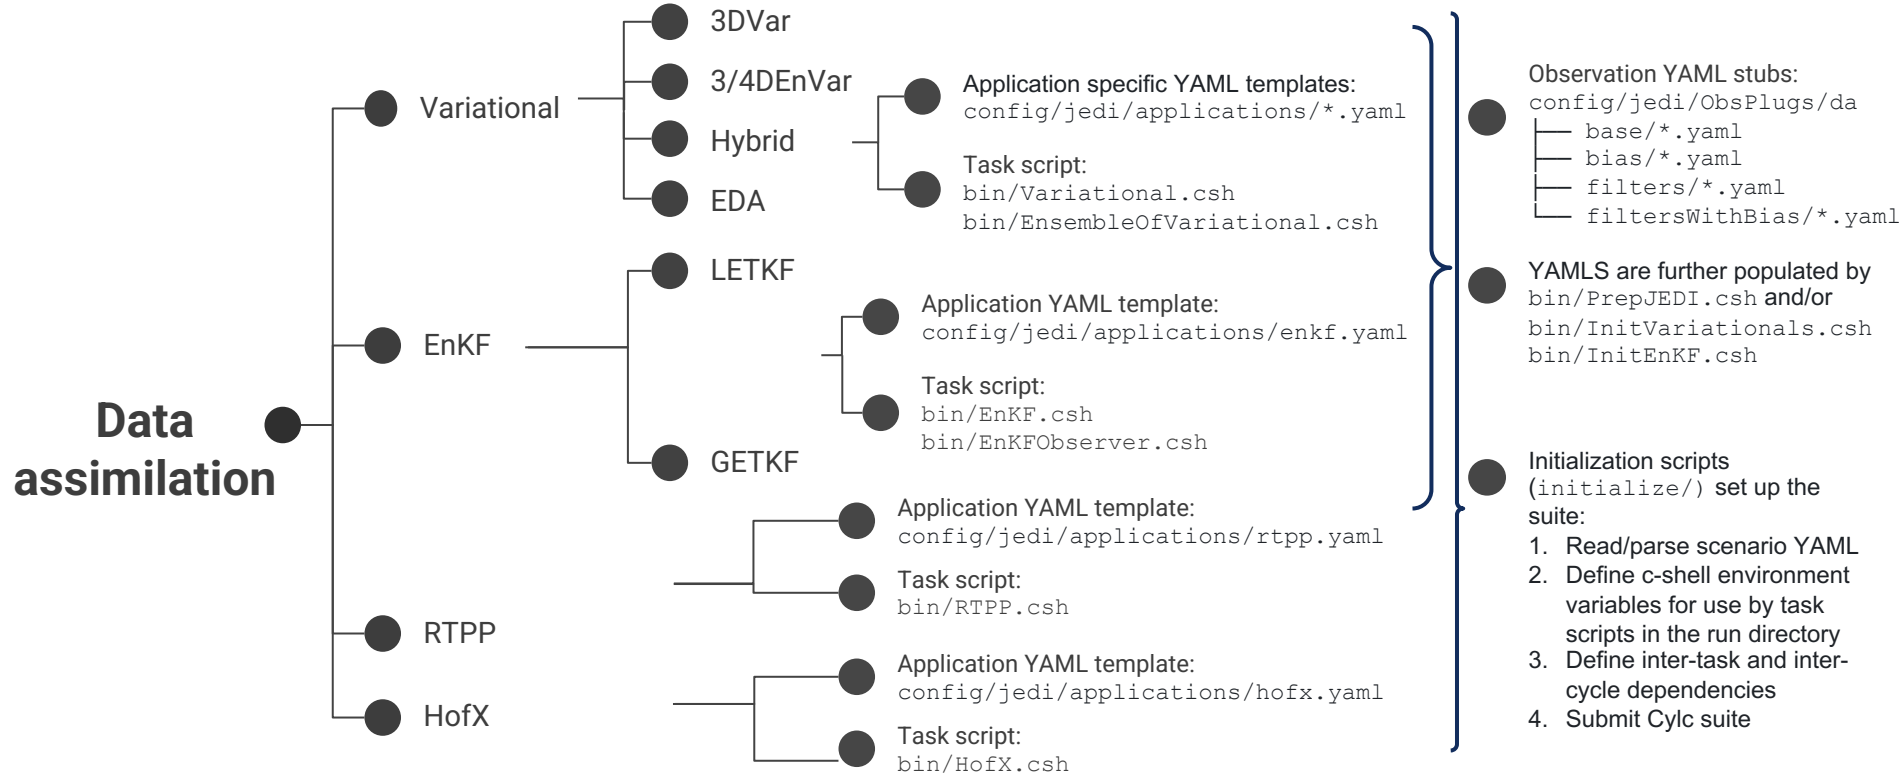 Data
assimilation
Variational
3DVar
3/4DEnVar
Hybrid
EDA
Application specific YAML templates:
config/jedi/applications/*.yaml
Task script:
bin/Variational.csh
bin/EnsembleOfVariational.csh
EnKF
LETKF
GETKF
Application YAML template:
config/jedi/applications/enkf.yaml
Task script:
bin/EnKF.csh
bin/EnKFObserver.csh
RTPP
Application YAML template:
config/jedi/applications/rtpp.yaml
Task script:
bin/RTPP.csh
HofX
Application YAML template:
config/jedi/applications/hofx.yaml
Task script:
bin/HofX.csh
Observation YAML stubs:
config/jedi/ObsPlugs/da
├── base/*.yaml
├── bias/*.yaml
├── filters/*.yaml
└── filtersWithBias/*.yaml
YAMLS are further populated by
bin/PrepJEDI.csh and/or
bin/InitVariationals.csh
bin/InitEnKF.csh
Initialization scripts
(initialize/) set up the
suite:
1. Read/parse scenario YAML
2. Define c-shell environment
variables for use by task
scripts in the run directory
3. Define inter-task and inter-
cycle dependencies
4. Submit Cylc suite